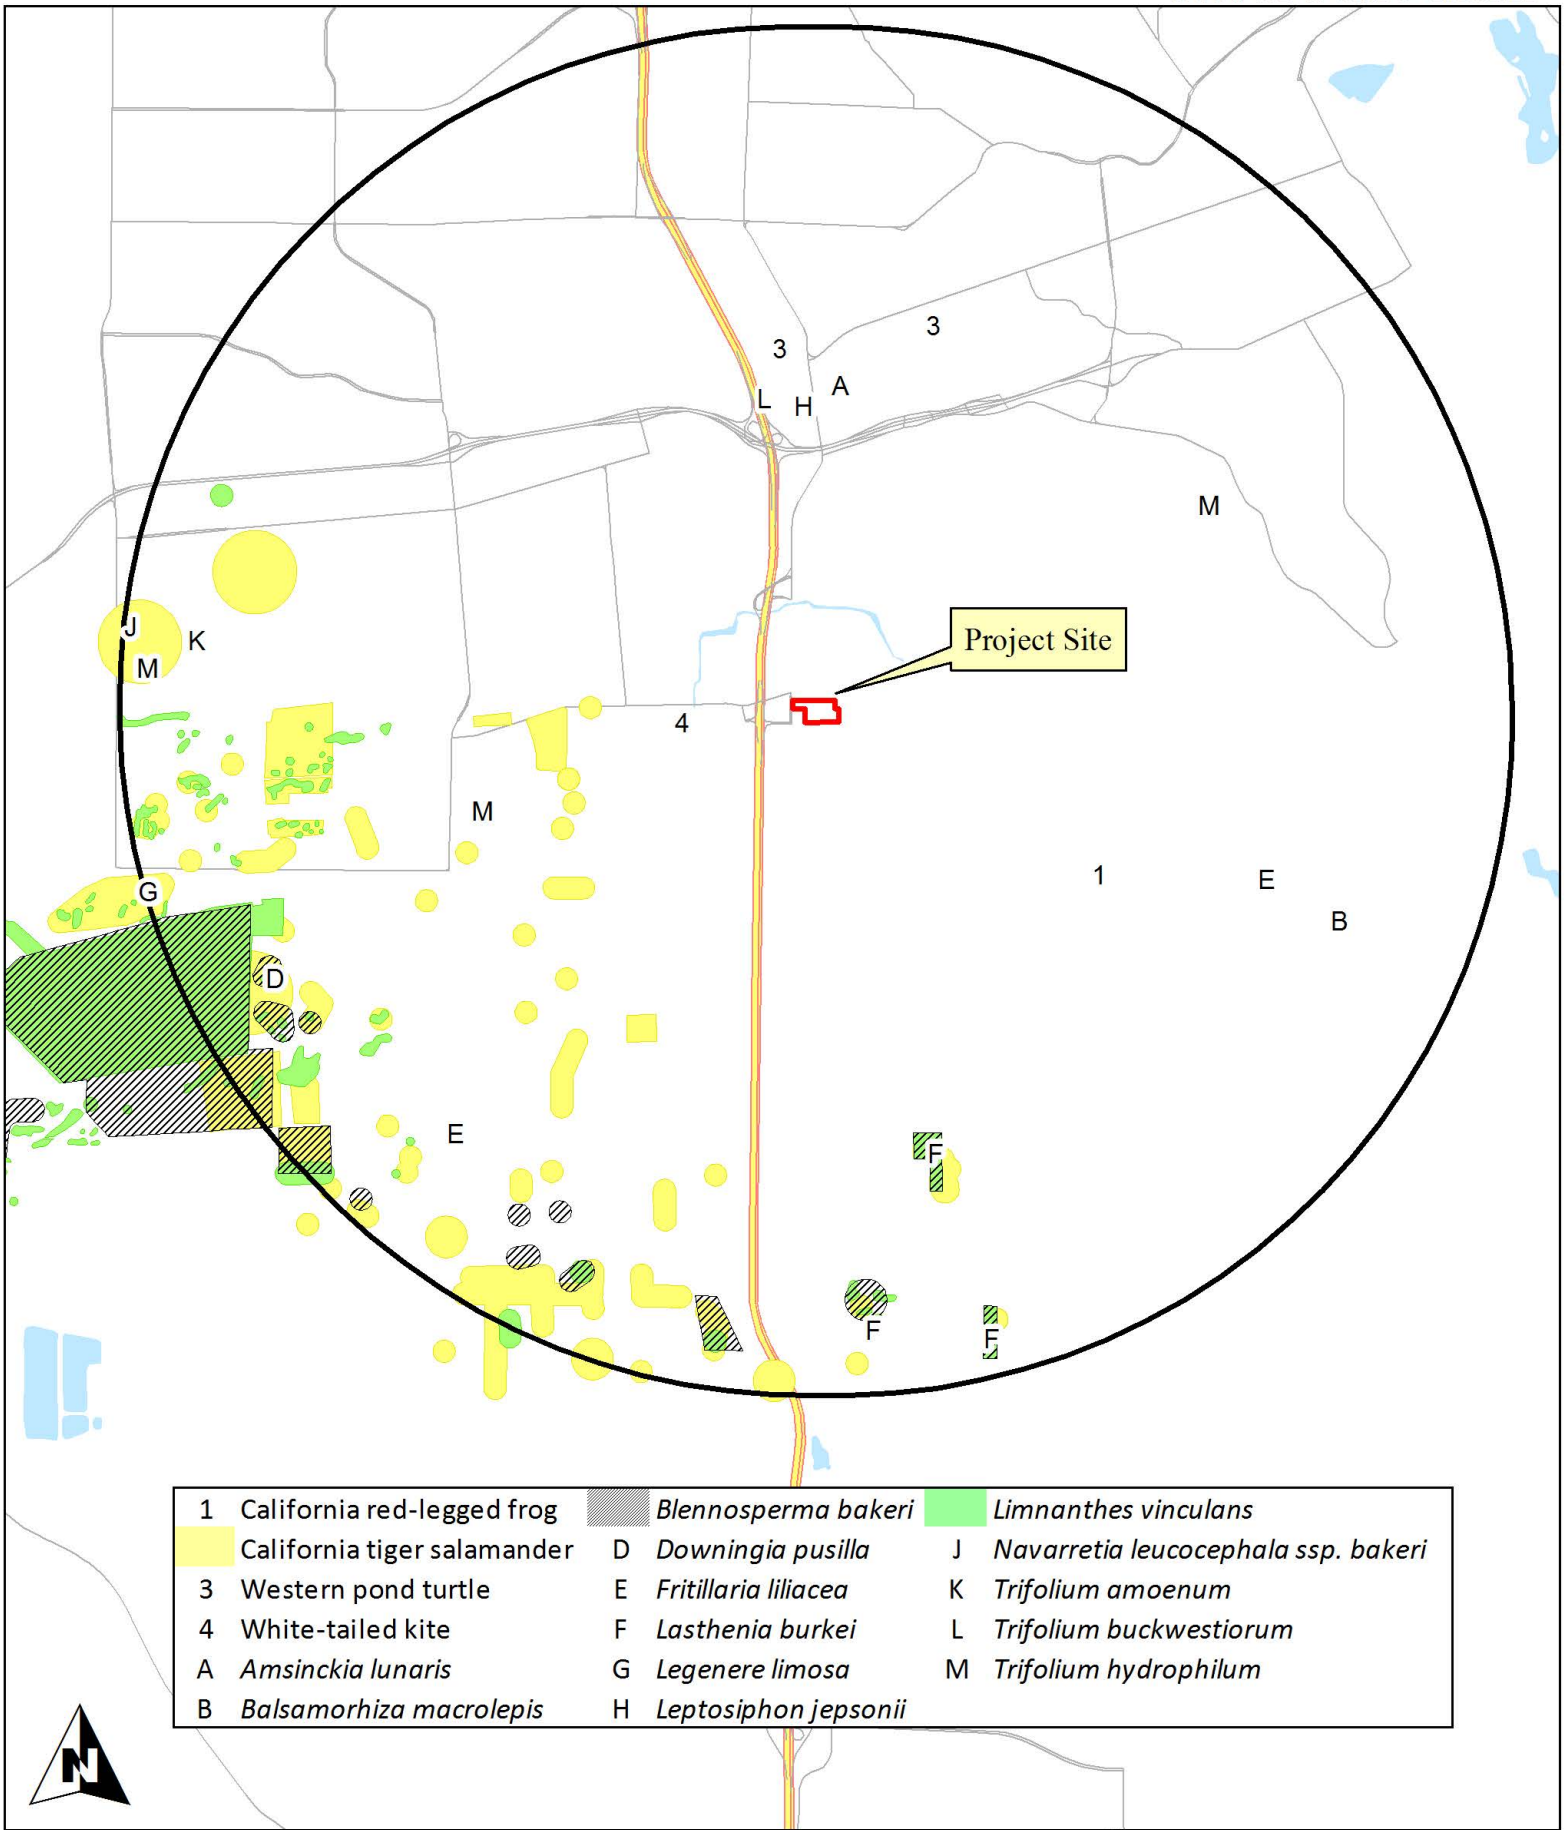 3
3
A
L
H
M
J
K
M
Project Site
4
M
1
E
G
B
D
E
F
F
F
1 California red-legged frog Blennosperma bakeri Limnanthes vinculans
California tiger salamander D Downingia pusilla J Navarretia leucocephala ssp. bakeri
3 Western pond turtle E Fritillaria liliacea K Trifolium amoenum
4 White-tailed kite F Lasthenia burkei L Trifolium buckwestiorum
A Amsinckia lunaris G Legenere limosa M Trifolium hydrophilum
B Balsamorhiza macrolepis H Leptosiphon jepsonii
N